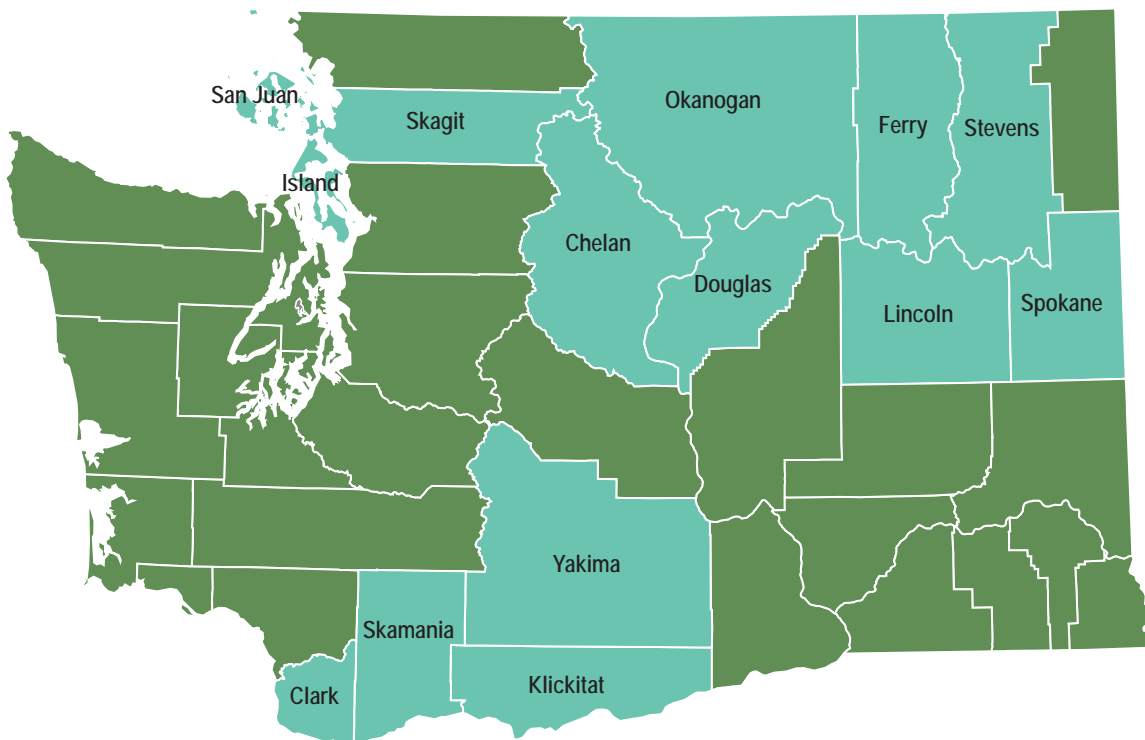 San Juan
Skagit
Okanogan
Ferry
Stevens
Island
Chelan
Douglas
Lincoln
Spokane
Yakima
Skamania
Klickitat
Clark